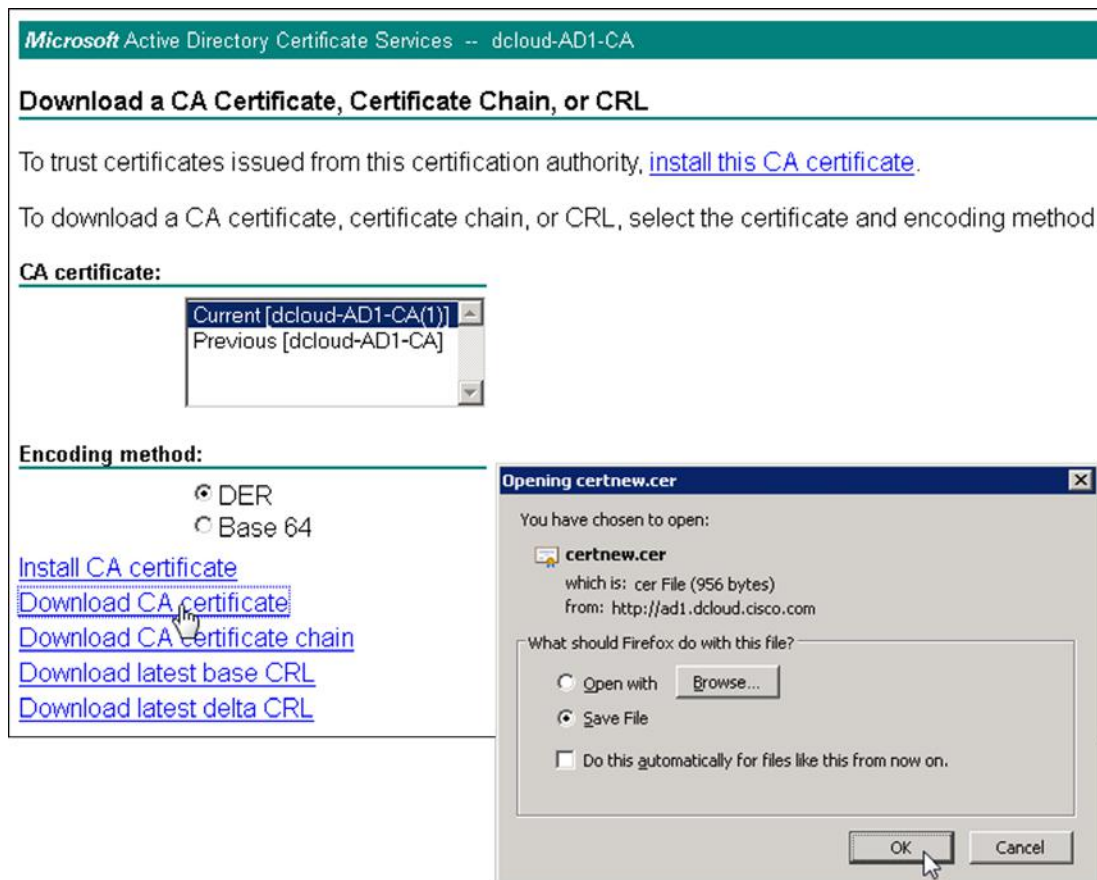 Microsoft Active Directory Certificate Services -- dcloud-AD1-CA
Download a CA Certificate, Certificate Chain, or CRL
To trust certificates issued from this certification authority, install this CA certificate.
To download a CA certificate, certificate chain, or CRL, select the certificate and encoding method
CA certificate:
Current [dcloud-AD1-CA(1)]
Previous [dcloud-AD1-CA]
Encoding method:
DER
Base 64
Install CA certificate
Download CA certificate
Download CA certificate chain
Download latest base CRL
Download latest delta CRL
Opening certnew.cer
You have chosen to open:
certnew.cer
which is: cer File (956 bytes)
from: http://ad1.dcloud.cisco.com
What should Firefox do with this file?
Open with Browse...
Save File
Do this automatically for files like this from now on.
OK Cancel